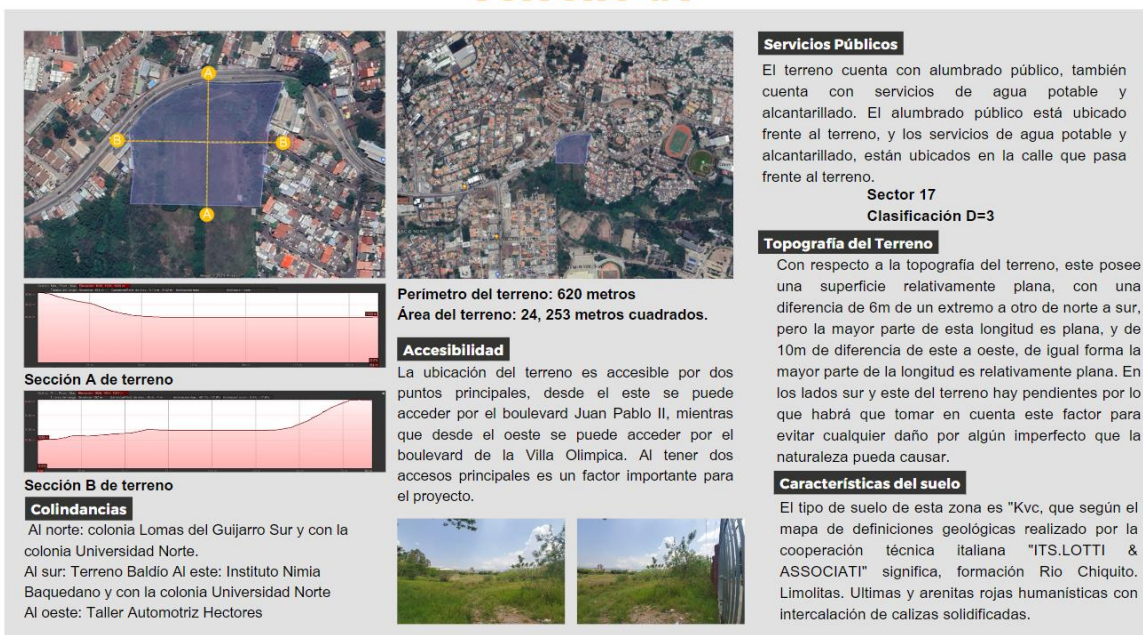 A
B
B
A
Sección A de terreno
Sección B de terreno
Colindancias
Al norte: colonia Lomas del Guijarro Sur y con la
colonia Universidad Norte.
Al sur: Terreno Baldío Al este: Instituto Nimia
Baquedano y con la colonia Universidad Norte
Al oeste: Taller Automotriz Hectores
Perímetro del terreno: 620 metros
Área del terreno: 24, 253 metros cuadrados.
Accesibilidad
La ubicación del terreno es accesible por dos
puntos principales, desde el este se puede
acceder por el boulevard Juan Pablo II, mientras
que desde el oeste se puede acceder por el
boulevard de la Villa Olimpica. Al tener dos
accesos principales es un factor importante para
el proyecto.
Servicios Públicos
El terreno cuenta con alumbrado público, también
cuenta con servicios de agua potable y
alcantarillado. El alumbrado público está ubicado
frente al terreno, y los servicios de agua potable y
alcantarillado, están ubicados en la calle que pasa
frente al terreno.
Sector 17
Clasificación D=3
Topografía del Terreno
Con respecto a la topografía del terreno, este posee
una superficie relativamente plana, con una
diferencia de 6m de un extremo a otro de norte a sur,
pero la mayor parte de esta longitud es plana, y de
10m de diferencia de este a oeste, de igual forma la
mayor parte de la longitud es relativamente plana. En
los lados sur y este del terreno hay pendientes por lo
que habrá que tomar en cuenta este factor para
evitar cualquier daño por algún imperfecto que la
naturaleza pueda causar.
Características del suelo
El tipo de suelo de esta zona es "Kvc, que según el
mapa de definiciones geológicas realizado por la
cooperación técnica italiana "ITS.LOTTI &
ASSOCIATI" significa, formación Rio Chiquito.
Limolitas. Ultimas y arenitas rojas humanísticas con
intercalación de calizas solidificadas.